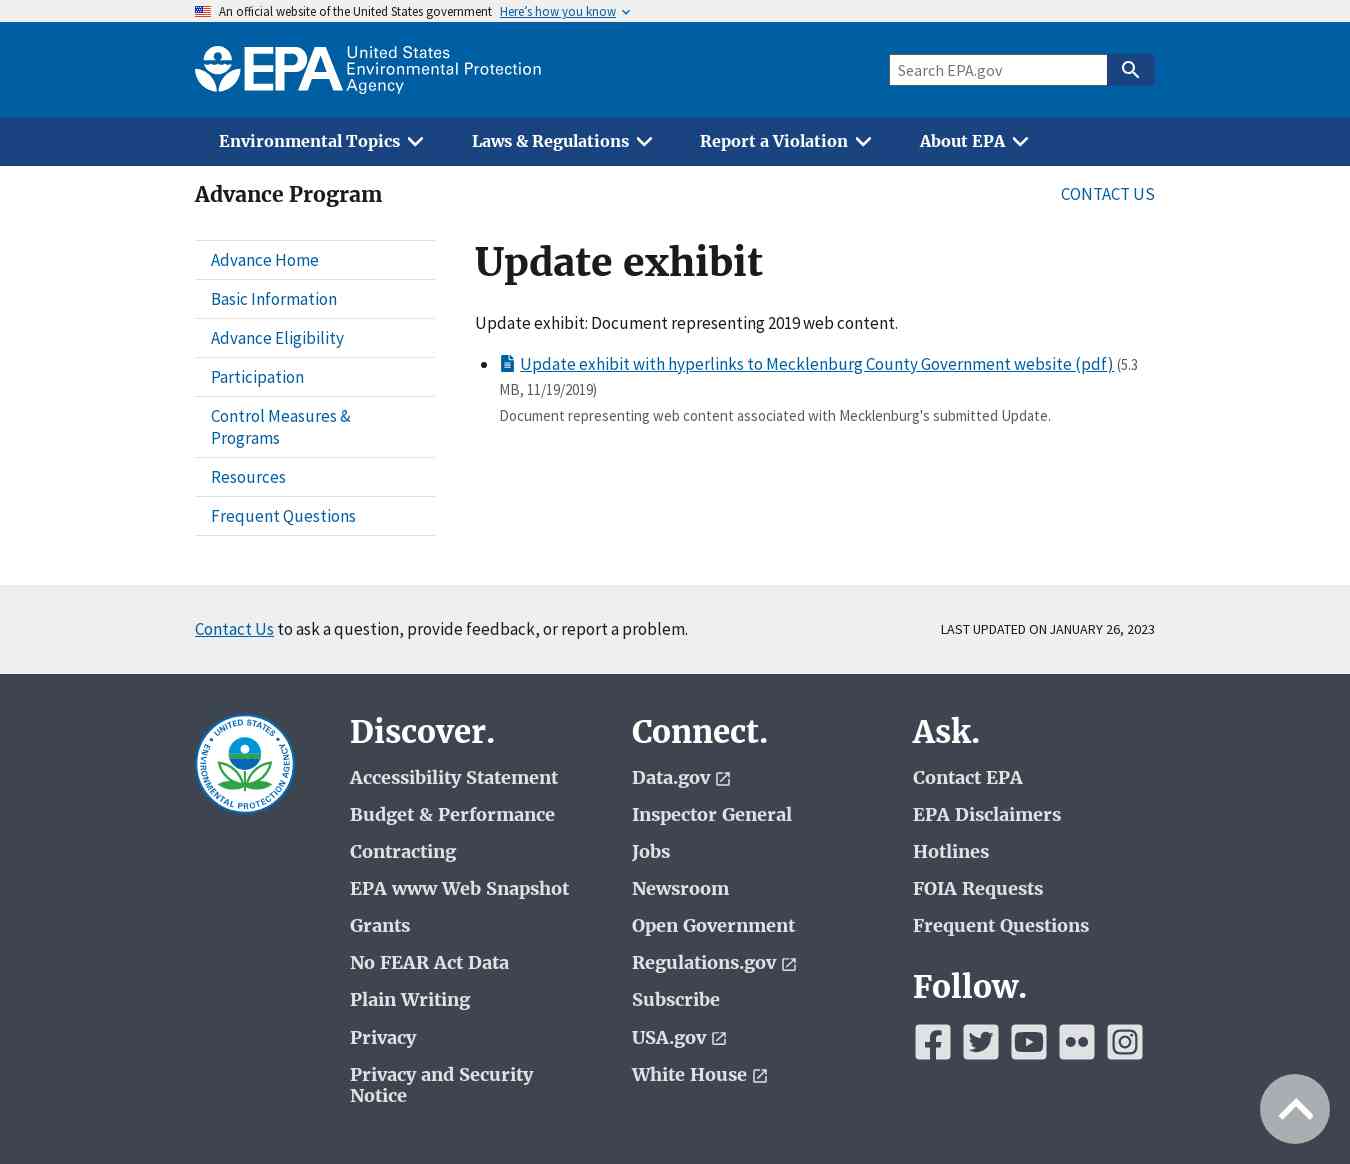 An official website of the United States government Here's how you know
EPA United States
Environmental Protection
Agency
Search EPA.gov
Environmental Topics Laws & Regulations Report a Violation About EPA
Advance Program CONTACT US
Advance Home
Basic Information
Advance Eligibility
Participation
Control Measures &
Programs
Resources
Frequent Questions
Update exhibit
Update exhibit: Document representing 2019 web content.
Update exhibit with hyperlinks to Mecklenburg County Government website (pdf) (5.3
MB, 11/19/2019)
Document representing web content associated with Mecklenburg's submitted Update.
Contact Us to ask a question, provide feedback, or report a problem. LAST UPDATED ON JANUARY 26, 2023
UNITED STATES
ENVIRONMENTAL PROTECTION AGENCY
Discover.
Accessibility Statement
Budget & Performance
Contracting
EPA www Web Snapshot
Grants
No FEAR Act Data
Plain Writing
Privacy
Privacy and Security
Notice
Connect.
Data.gov
Inspector General
Jobs
Newsroom
Open Government
Regulations.gov
Subscribe
USA.gov
White House
Ask.
Contact EPA
EPA Disclaimers
Hotlines
FOIA Requests
Frequent Questions
Follow.